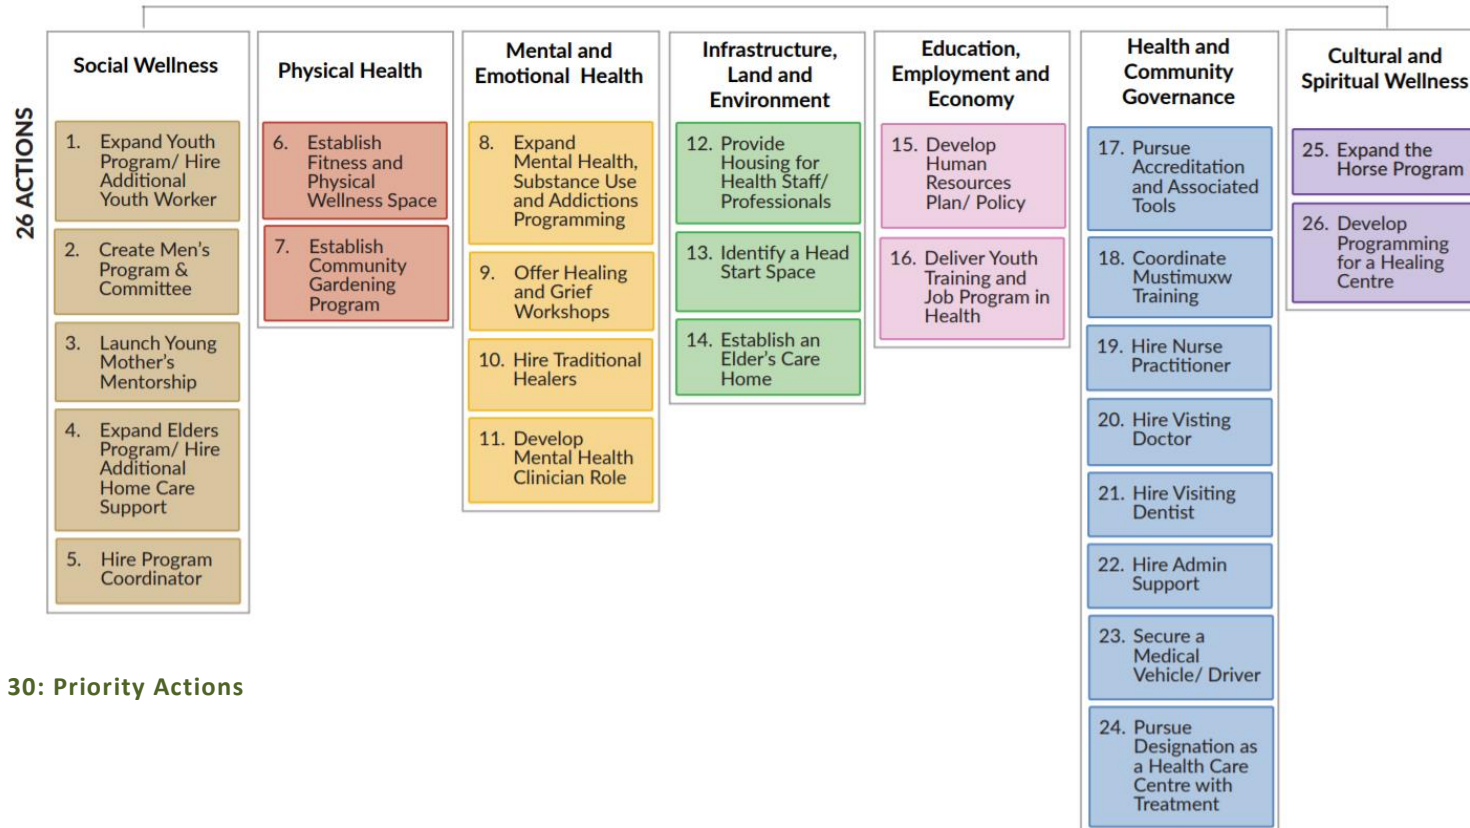 26 ACTIONS
Social Wellness
1. Expand Youth
Program/ Hire
Additional
Youth Worker
2. Create Men's
Program &
Committee
3. Launch Young
Mother's
Mentorship
4. Expand Elders
Program/ Hire
Additional
Home Care
Support
5. Hire Program
Coordinator
Physical Health
6. Establish
Fitness and
Physical
Wellness Space
7. Establish
Community
Gardening
Program
Mental and
Emotional Health
8. Expand
Mental Health,
Substance Use
and Addictions
Programming
9. Offer Healing
and Grief
Workshops
10. Hire Traditional
Healers
11. Develop
Mental Health
Clinician Role
Infrastructure,
Land and
Environment
12. Provide
Housing for
Health Staff/
Professionals
13. Identify a Head
Start Space
14. Establish an
Elder's Care
Home
Education,
Employment and
Economy
15. Develop
Human
Resources
Plan/ Policy
16. Deliver Youth
Training and
Job Program in
Health
Health and
Community
Governance
17. Pursue
Accreditation
and Associated
Tools
18. Coordinate
Mustimuxw
Training
19. Hire Nurse
Practitioner
20. Hire Visting
Doctor
21. Hire Visiting
Dentist
22. Hire Admin
Support
23. Secure a
Medical
Vehicle/ Driver
24. Pursue
Designation as
a Health Care
Centre with
Treatment
Cultural and
Spiritual Wellness
25. Expand the
Horse Program
26. Develop
Programming
for a Healing
Centre
30: Priority Actions